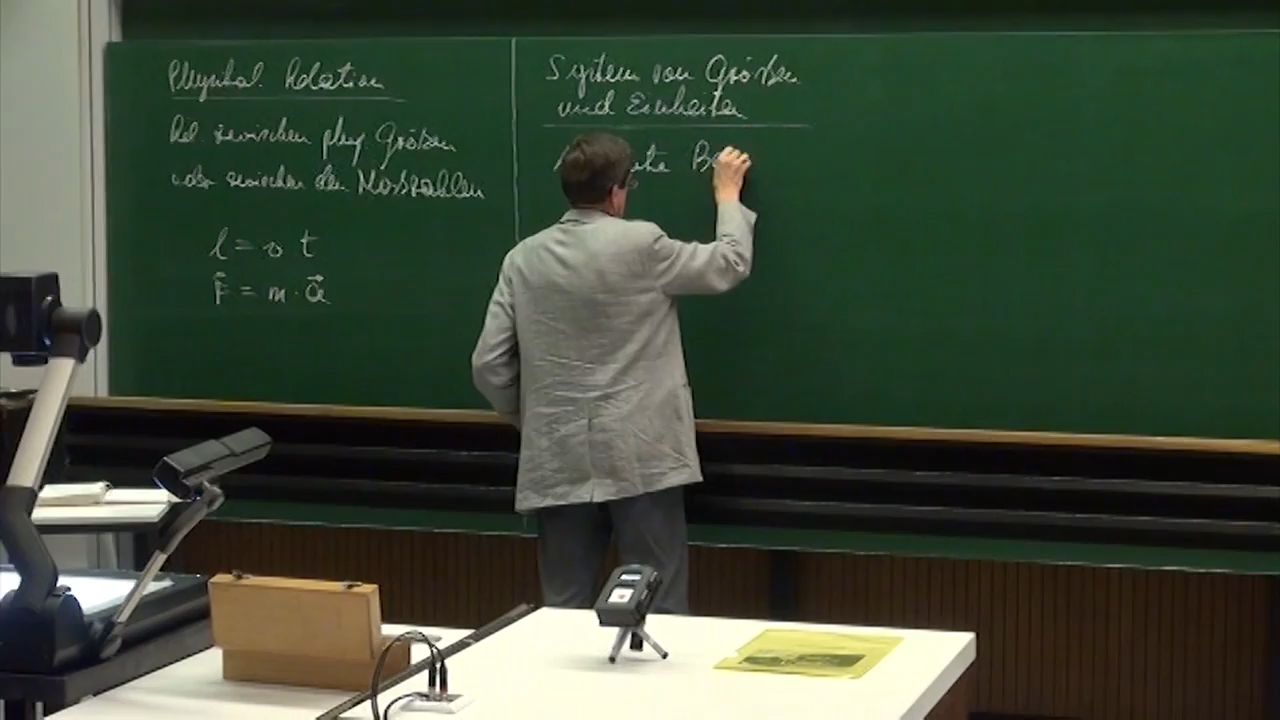 Physikal. Relation
Rel. zwischen phys. Größen
oder zwischen den Maßzahlen
l = v t
F⃗ = m · a⃗
System von Größen
und Einheiten